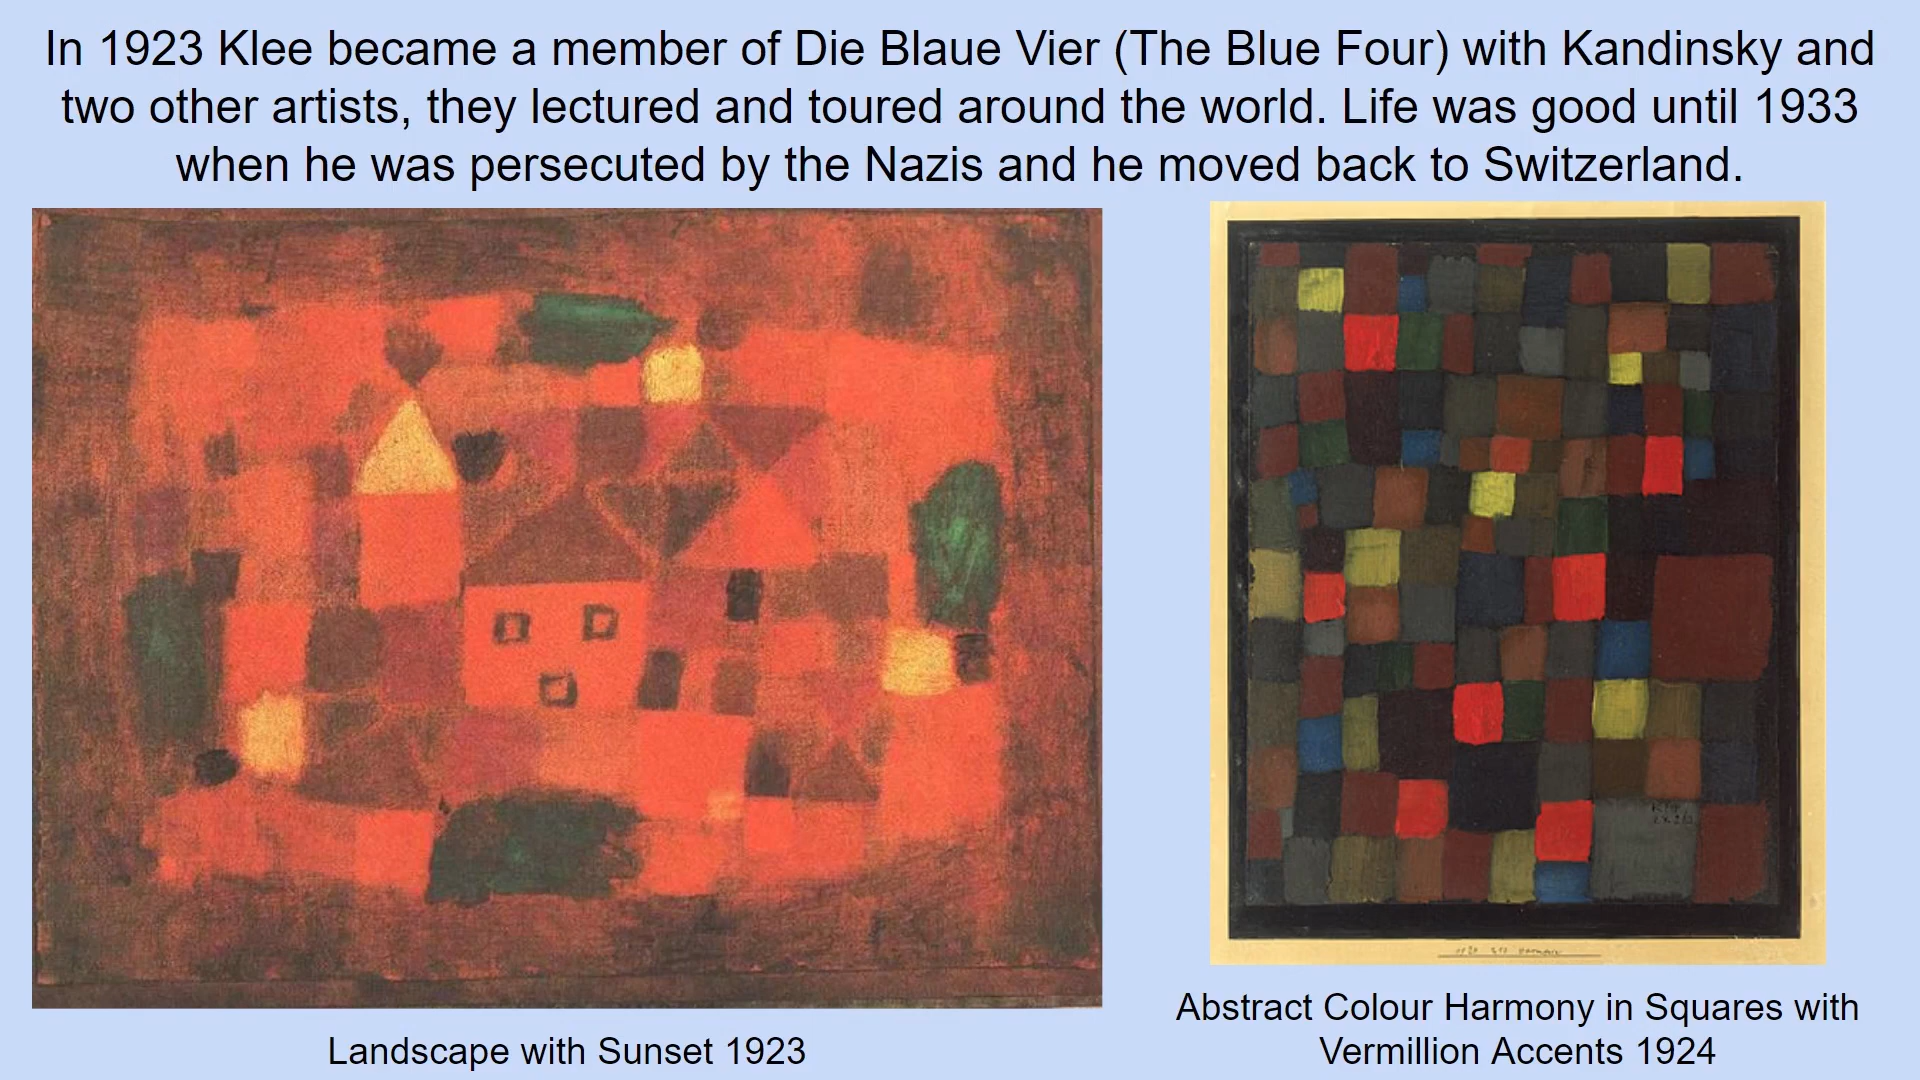 In 1923 Klee became a member of Die Blaue Vier (The Blue Four) with Kandinsky and
two other artists, they lectured and toured around the world. Life was good until 1933
when he was persecuted by the Nazis and he moved back to Switzerland.
Landscape with Sunset 1923
Abstract Colour Harmony in Squares with
Vermillion Accents 1924